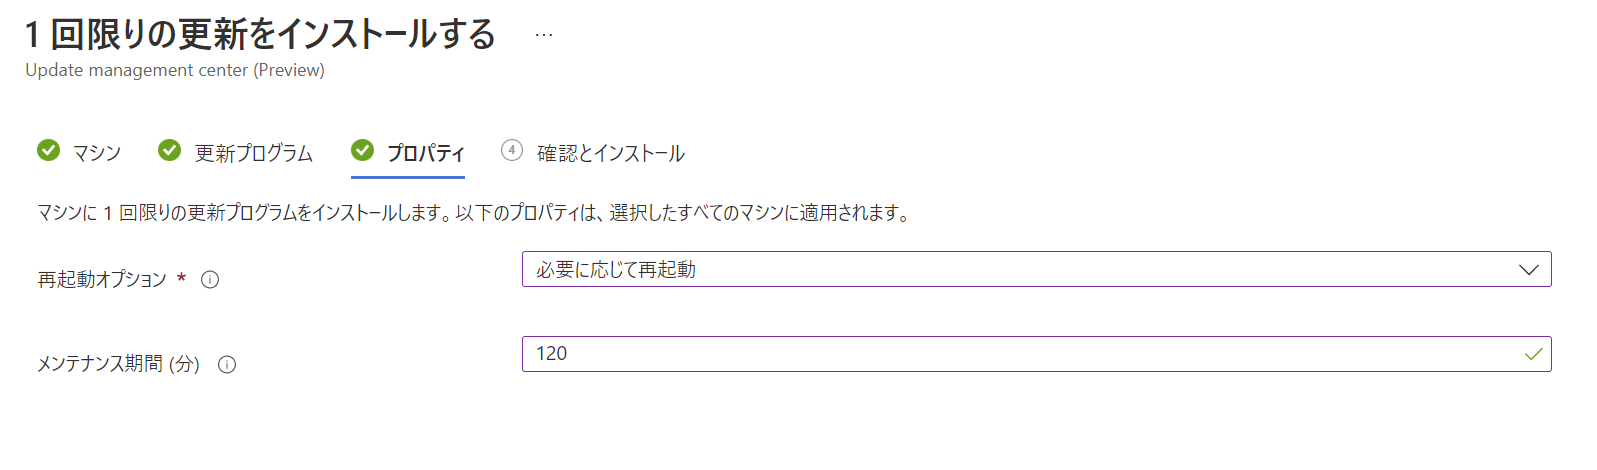 1 回限りの更新をインストールする ...
Update management center (Preview)
マシン 更新プログラム プロパティ 4 確認とインストール
マシンに 1 回限りの更新プログラムをインストールします。以下のプロパティは、選択したすべてのマシンに適用されます。
再起動オプション * 必要に応じて再起動
メンテナンス期間 (分) 120